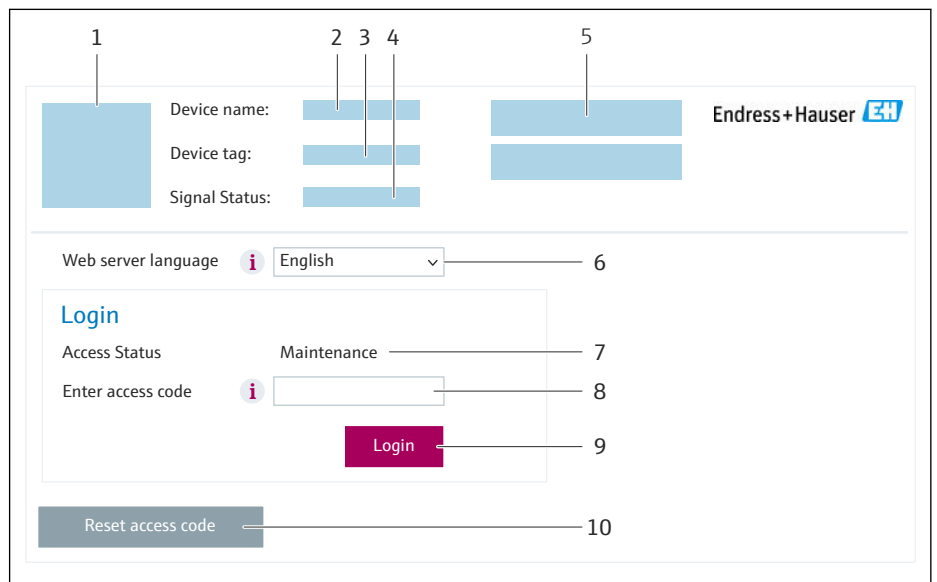 1 2 3 4 5
Device name:
Endress+Hauser EH
Device tag:
Signal Status:
Web server language i English 6
Login
Access Status Maintenance 7
Enter access code i 8
Login 9
Reset access code 10